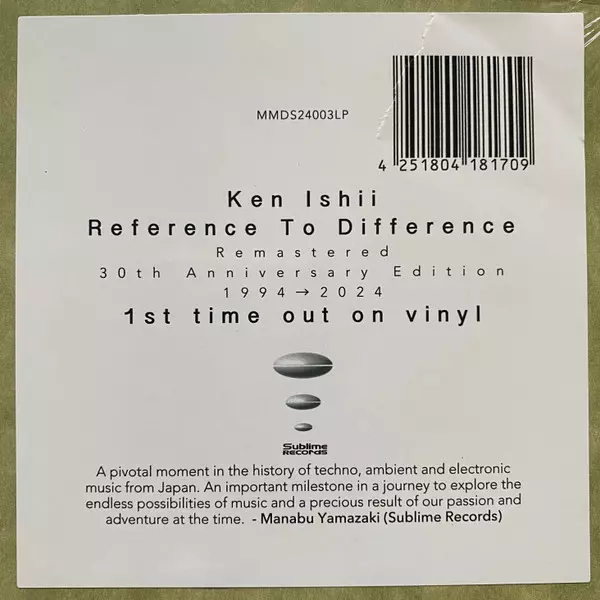 MMDS24003LP
4 251804 181709
Ken Ishii
Reference To Difference
Remastered
30th Anniversary Edition
1994→2024
1st time out on vinyl
Sublime
RECORDS
A pivotal moment in the history of techno, ambient and electronic
music from Japan. An important milestone in a journey to explore the
endless possibilities of music and a precious result of our passion and
adventure at the time. - Manabu Yamazaki (Sublime Records)